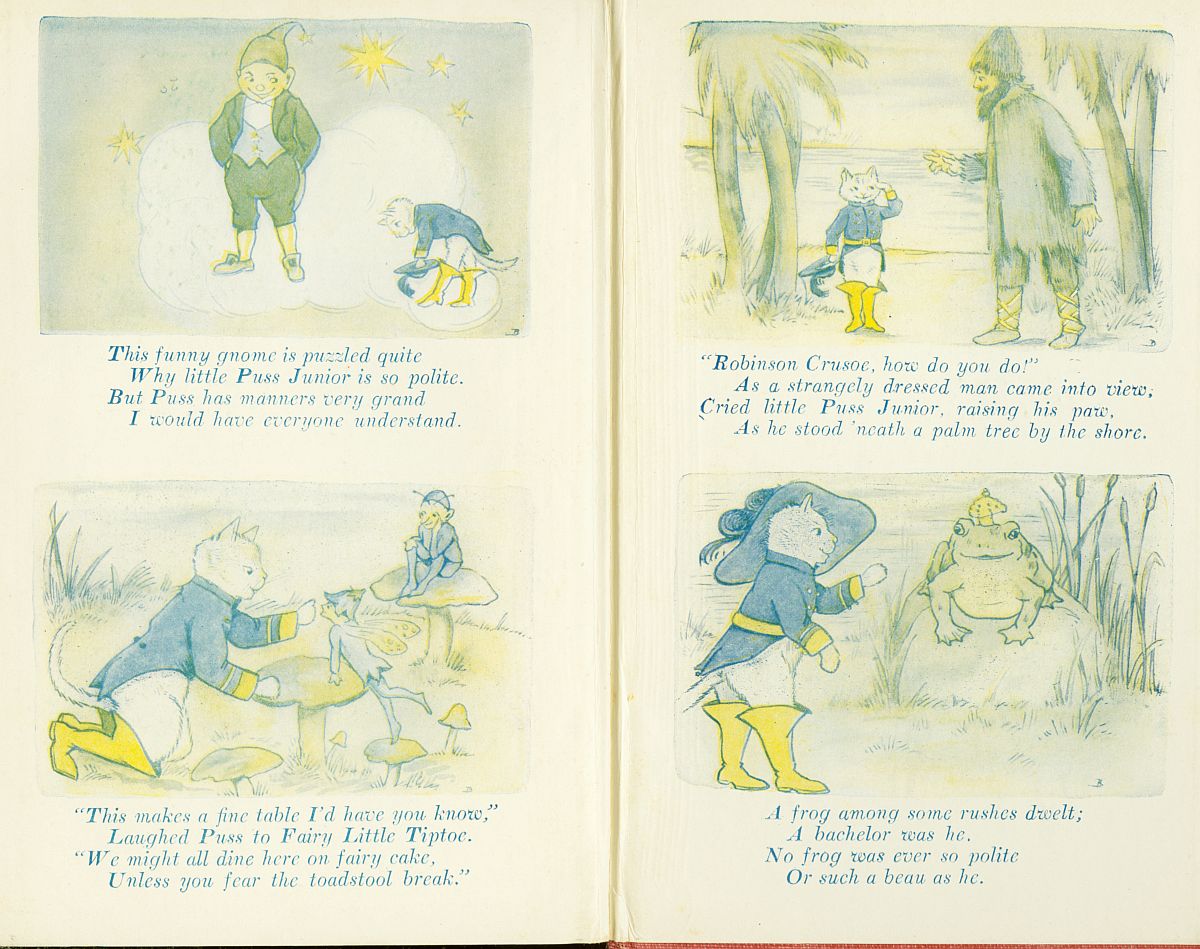 This funny gnome is puzzled quite
Why little Puss Junior is so polite.
But Puss has manners very grand
I would have everyone understand.
"This makes a fine table I'd have you know,"
Laughed Puss to Fairy Little Tiptoe.
"We might all dine here on fairy cake,
Unless you fear the toadstool break."
"Robinson Crusoe, how do you do!"
As a strangely dressed man came into view,
Cried little Puss Junior, raising his paw,
As he stood 'neath a palm tree by the shore.
A frog among some rushes dwelt;
A bachelor was he.
No frog was ever so polite
Or such a beau as he.